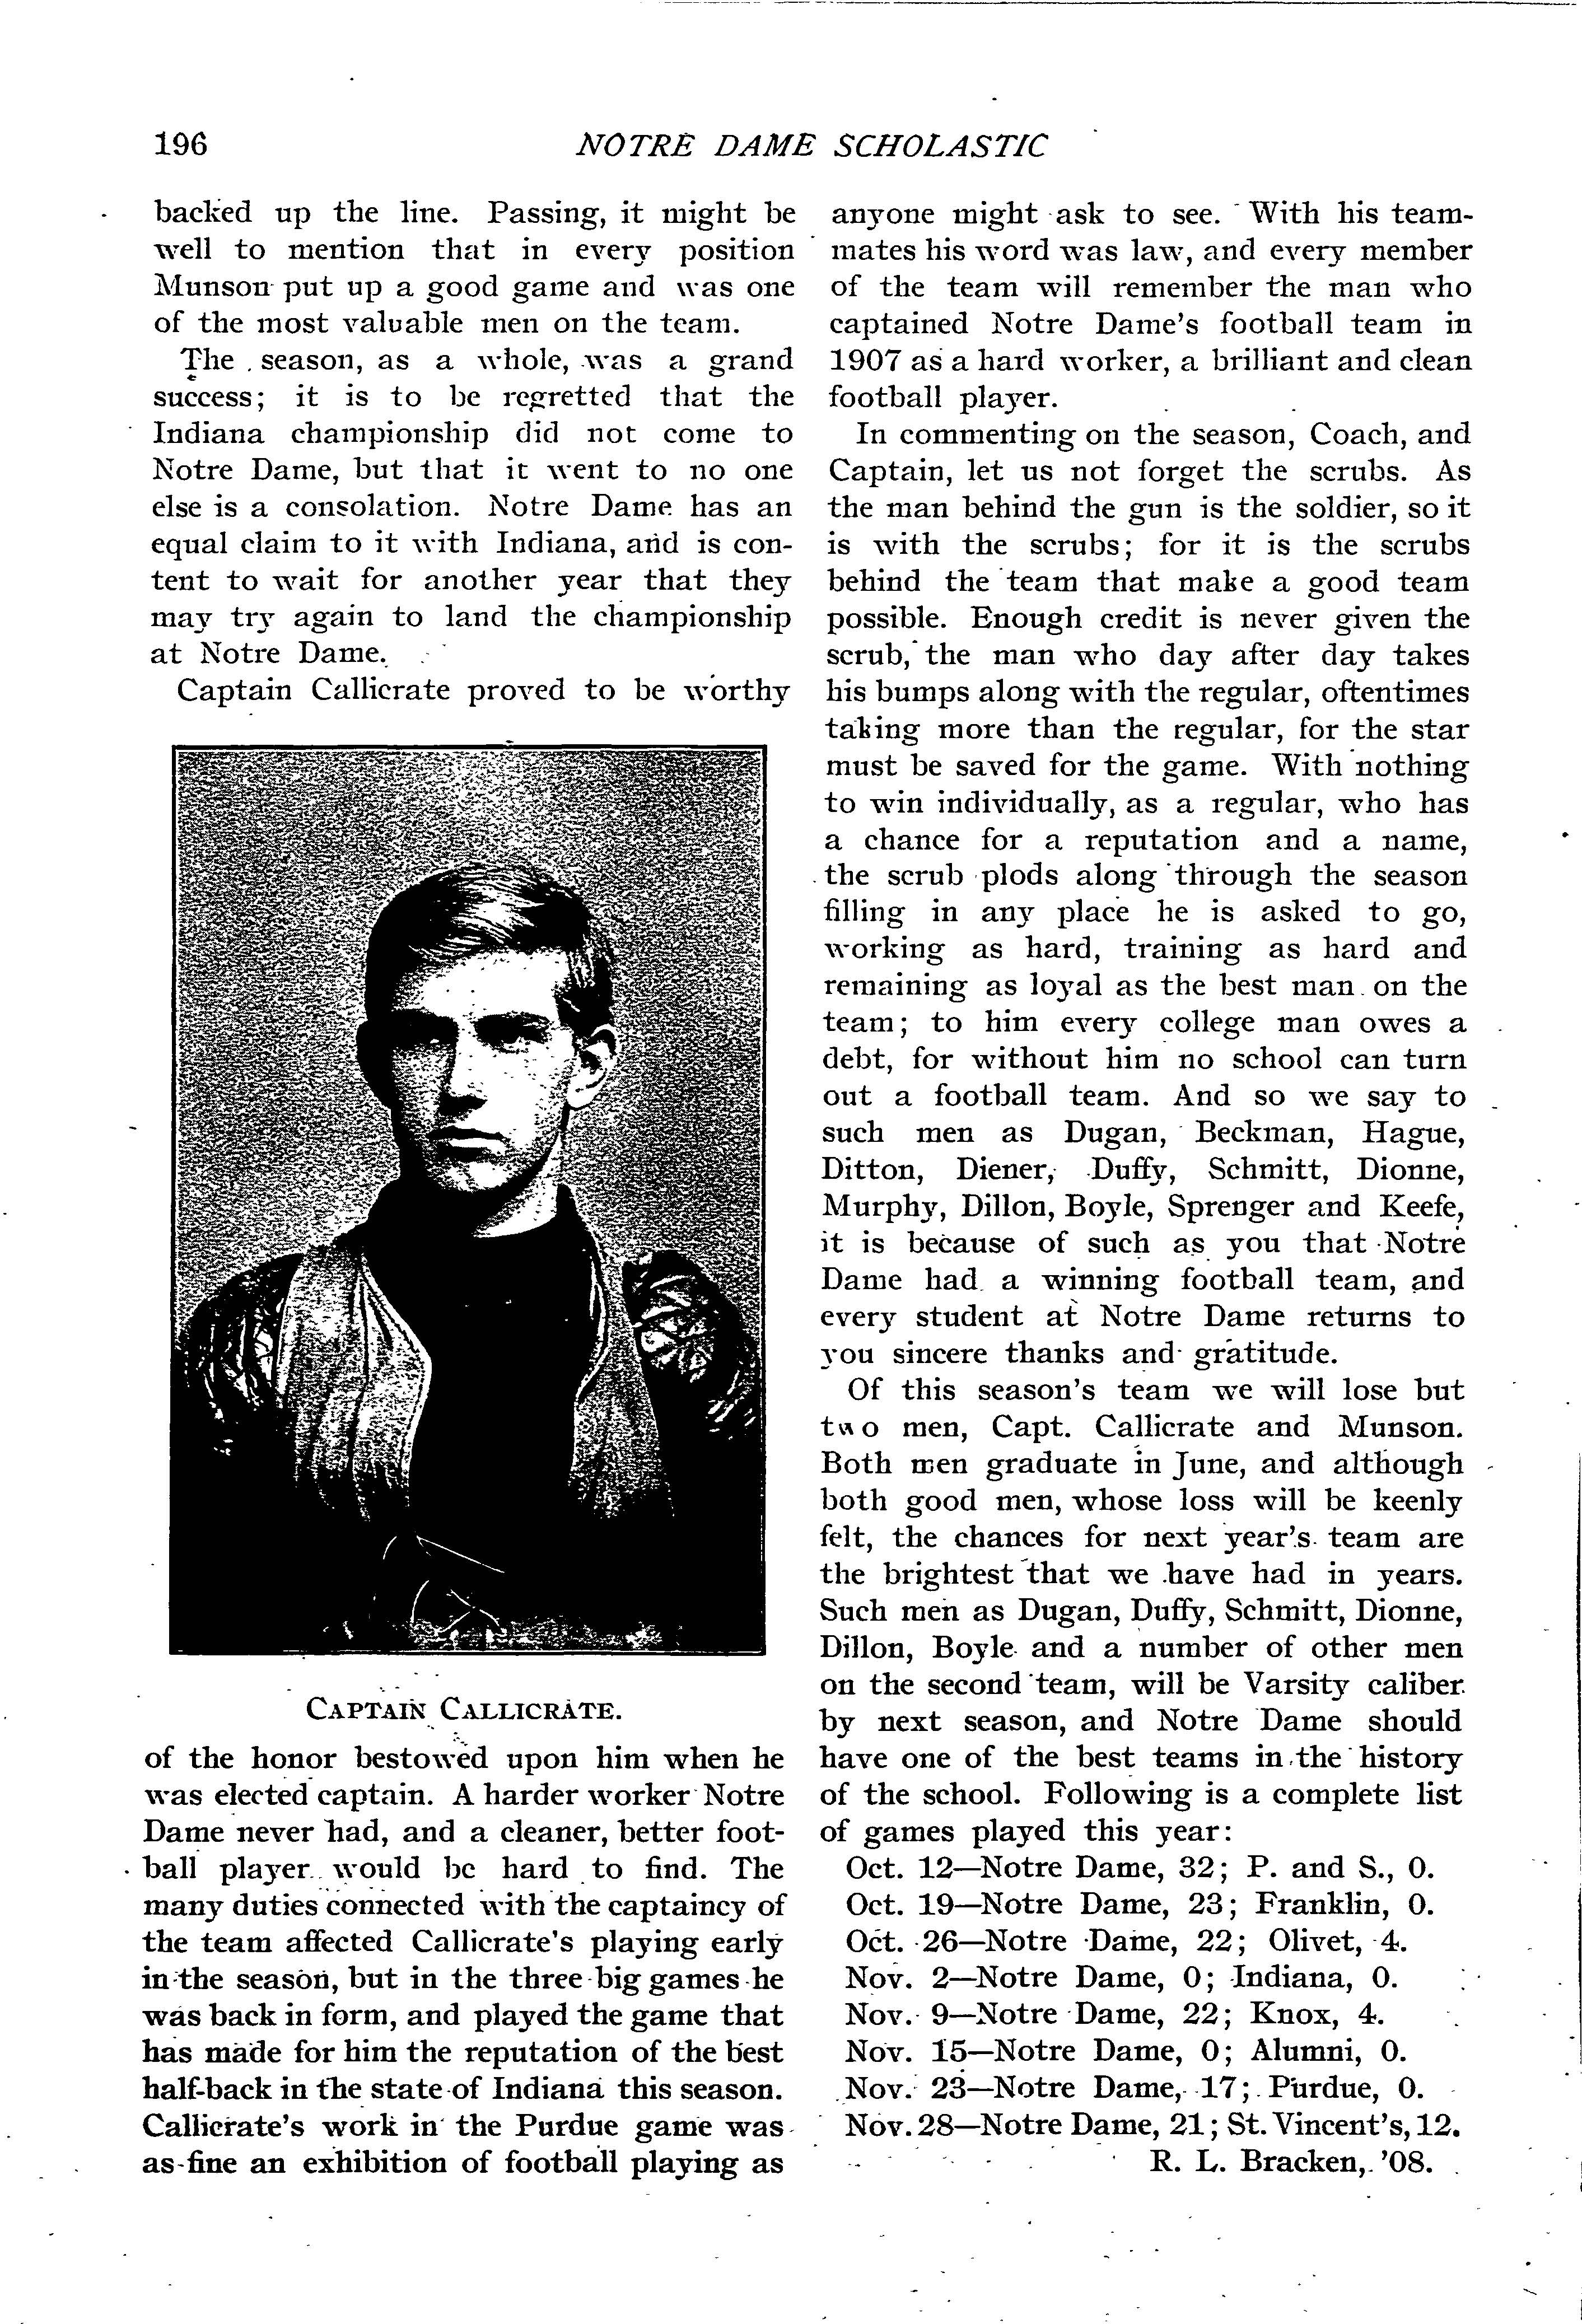 196
NOTRE DAME SCHOLASTIC
backed up the line. Passing, it might be
well to mention that in every position
Munson put up a good game and was one
of the most valuable men on the team.
The season, as a whole, was a grand
success; it is to be regretted that the
Indiana championship did not come to
Notre Dame, but that it went to no one
else is a consolation. Notre Dame has an
equal claim to it with Indiana, and is con-
tent to wait for another year that they
may try again to land the championship
at Notre Dame.
Captain Callicrate proved to be worthy
CAPTAIN CALLICRATE.
of the honor bestowed upon him when he
was elected captain. A harder worker Notre
Dame never had, and a cleaner, better foot-
ball player would be hard to find. The
many duties connected with the captaincy of
the team affected Callicrate's playing early
in the season, but in the three big games he
was back in form, and played the game that
has made for him the reputation of the best
half-back in the state of Indiana this season.
Callicrate's work in the Purdue game was
as fine an exhibition of football playing as
anyone might ask to see. With his team-
mates his word was law, and every member
of the team will remember the man who
captained Notre Dame's football team in
1907 as a hard worker, a brilliant and clean
football player.
In commenting on the season, Coach, and
Captain, let us not forget the scrubs. As
the man behind the gun is the soldier, so it
is with the scrubs; for it is the scrubs
behind the team that make a good team
possible. Enough credit is never given the
scrub, the man who day after day takes
his bumps along with the regular, oftentimes
taking more than the regular, for the star
must be saved for the game. With nothing
to win individually, as a regular, who has
a chance for a reputation and a name,
the scrub plods along through the season
filling in any place he is asked to go,
working as hard, training as hard and
remaining as loyal as the best man on the
team; to him every college man owes a
debt, for without him no school can turn
out a football team. And so we say to
such men as Dugan, Beckman, Hague,
Ditton, Diener, Duffy, Schmitt, Dionne,
Murphy, Dillon, Boyle, Sprenger and Keefe,
it is because of such as you that Notre
Dame had a winning football team, and
every student at Notre Dame returns to
you sincere thanks and gratitude.
Of this season's team we will lose but
two men, Capt. Callicrate and Munson.
Both men graduate in June, and although
both good men, whose loss will be keenly
felt, the chances for next year's team are
the brightest that we have had in years.
Such men as Dugan, Duffy, Schmitt, Dionne,
Dillon, Boyle and a number of other men
on the second team, will be Varsity caliber
by next season, and Notre Dame should
have one of the best teams in the history
of the school. Following is a complete list
of games played this year:
Oct. 12—Notre Dame, 32; P. and S., 0.
Oct. 19—Notre Dame, 23; Franklin, 0.
Oct. 26—Notre Dame, 22; Olivet, 4.
Nov. 2—Notre Dame, 0; Indiana, 0.
Nov. 9—Notre Dame, 22; Knox, 4.
Nov. 15—Notre Dame, 0; Alumni, 0.
Nov. 23—Notre Dame, 17; Purdue, 0.
Nov. 28—Notre Dame, 21; St. Vincent's, 12.
R. L. Bracken, '08.